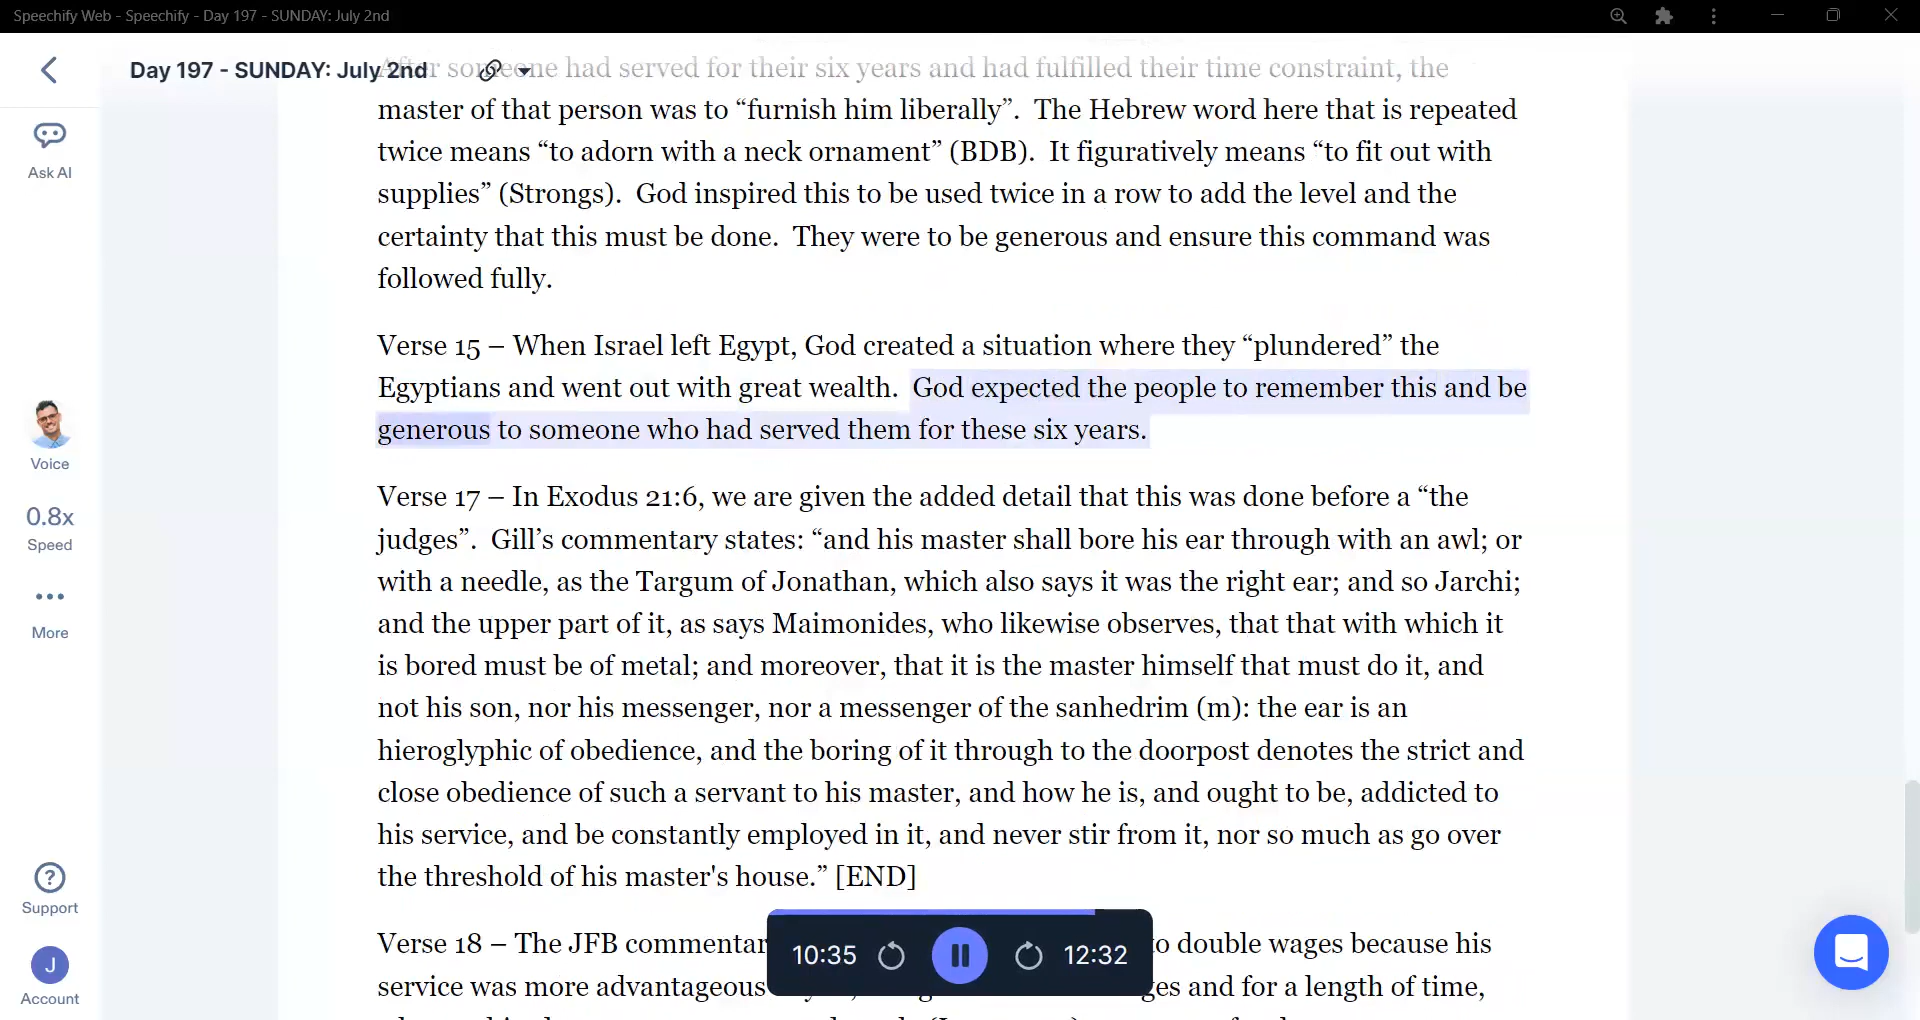 Speechify Web - Speechify - Day 197 - SUNDAY: July 2nd
Day 197 - SUNDAY: July 2nd
After someone had served for their six years and had fulfilled their time constraint, the
master of that person was to “furnish him liberally”.  The Hebrew word here that is repeated
twice means “to adorn with a neck ornament” (BDB).  It figuratively means “to fit out with
supplies” (Strongs).  God inspired this to be used twice in a row to add the level and the
certainty that this must be done.  They were to be generous and ensure this command was
followed fully.
Verse 15 – When Israel left Egypt, God created a situation where they “plundered” the
Egyptians and went out with great wealth.  God expected the people to remember this and be
generous to someone who had served them for these six years.
Verse 17 – In Exodus 21:6, we are given the added detail that this was done before a “the
judges”.  Gill’s commentary states: “and his master shall bore his ear through with an awl; or
with a needle, as the Targum of Jonathan, which also says it was the right ear; and so Jarchi;
and the upper part of it, as says Maimonides, who likewise observes, that that with which it
is bored must be of metal; and moreover, that it is the master himself that must do it, and
not his son, nor his messenger, nor a messenger of the sanhedrim (m): the ear is an
hieroglyphic of obedience, and the boring of it through to the doorpost denotes the strict and
close obedience of such a servant to his master, and how he is, and ought to be, addicted to
his service, and be constantly employed in it, and never stir from it, nor so much as go over
the threshold of his master's house.” [END]
Verse 18 – The JFB commentar
o double wages because his
service was more advantageous
ges and for a length of time,
Ask AI
Voice
0.8x
Speed
More
Support
J
Account
10:35
12:32